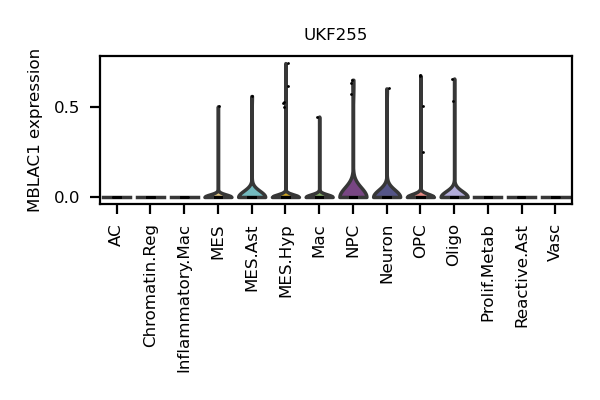 UKF255
MBLAC1 expression
0.5
0.0
AC
Chromatin.Reg
Inflammatory.Mac
MES
MES.Ast
MES.Hyp
Mac
NPC
Neuron
OPC
Oligo
Prolif.Metab
Reactive.Ast
Vasc